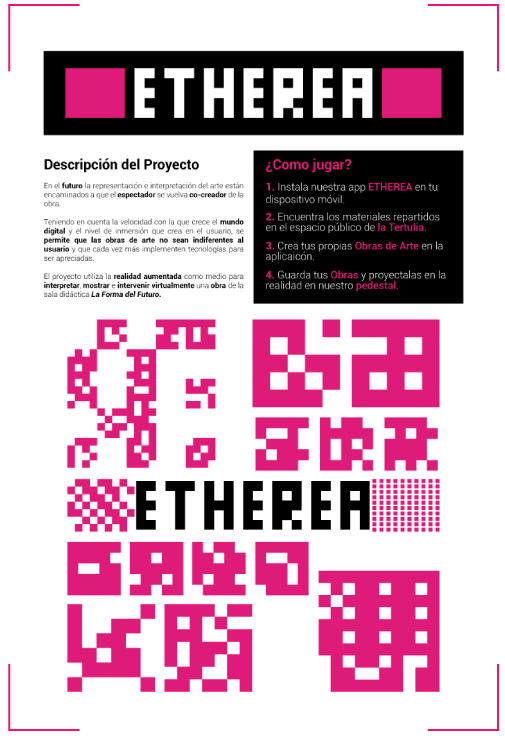 ETHEREA
Descripción del Proyecto
En el futuro la representación e interpretación del arte están
encaminados a que el espectador se vuelva co-creador de la
obra.
Teniendo en cuenta la velocidad con la que crece el mundo
digital y el nivel de inmersión que crea en el usuario, se
permite que las obras de arte no sean indiferentes al
usuario y que cada vez más implementen tecnologías para
ser apreciadas.
El proyecto utiliza la realidad aumentada como medio para
interpretar, mostrar e intervenir virtualmente una obra de la
sala didáctica La Forma del Futuro.
¿Como jugar?
1. Instala nuestra app ETHEREA en tu
dispositivo móvil.
2. Encuentra los materiales repartidos
en el espacio público de la Tertulia.
3. Crea tus propias Obras de Arte en la
aplicaicón.
4. Guarda tus Obras y proyectalas en la
realidad en nuestro pedestal.
ETHEREA